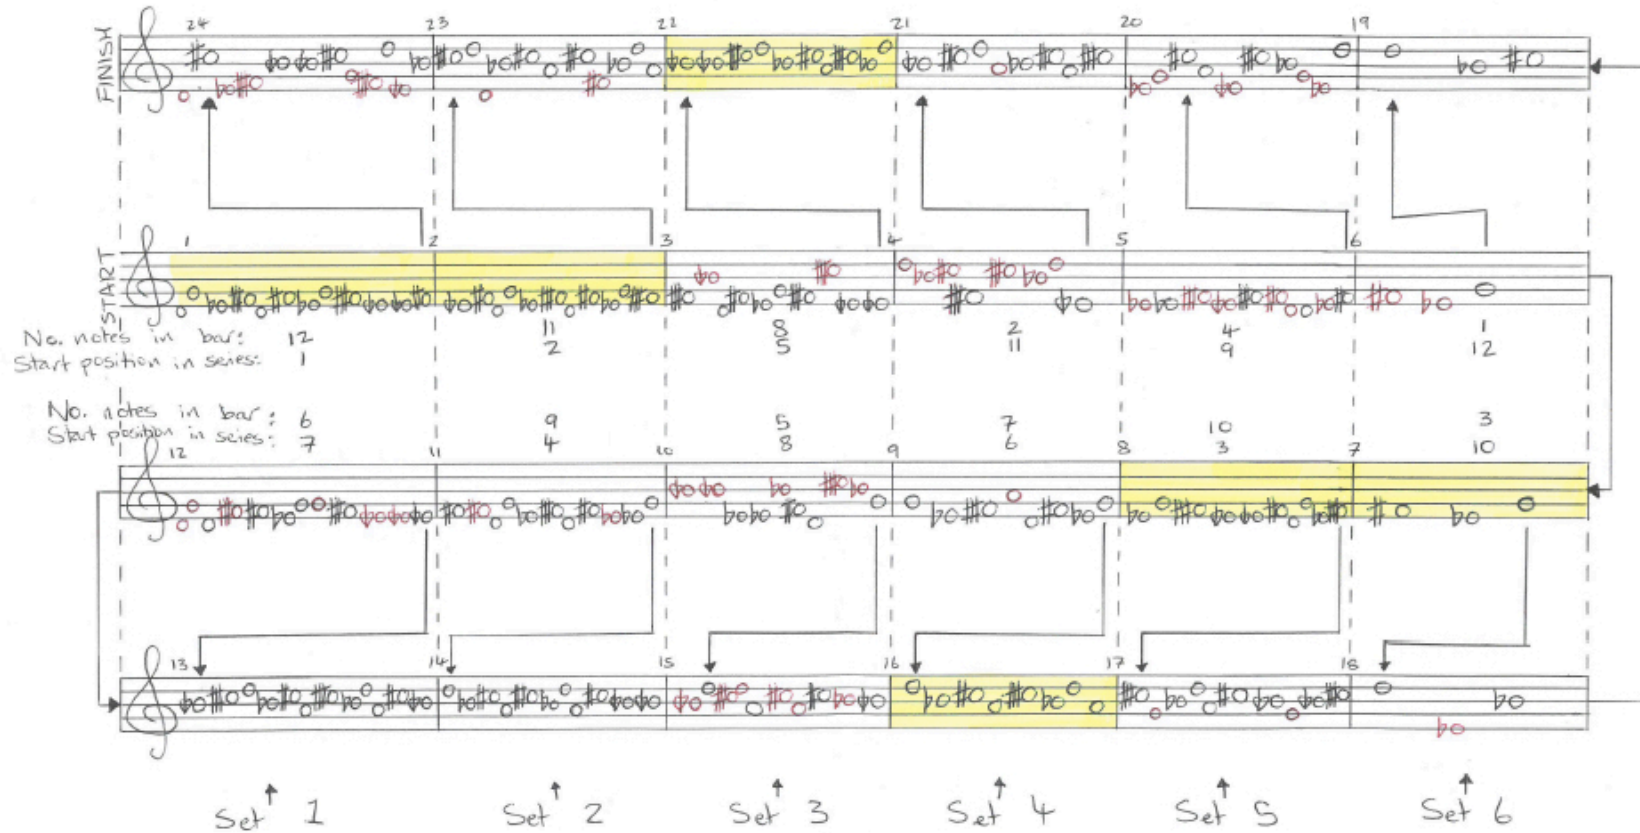 24 23 22 21 20 19
FINISH
START
1 2 3 4 5 6
No. notes in bar: 12 11 8 2 4 1
Start position in series: 1 2 5 11 9 12
No. notes in bar: 6 9 5 7 10 3
Start position in seies: 7 4 8 6 3 10
12 11 10 9 8 7
13 14 15 16 17 18
Set 1 Set 2 Set 3 Set 4 Set 5 Set 6